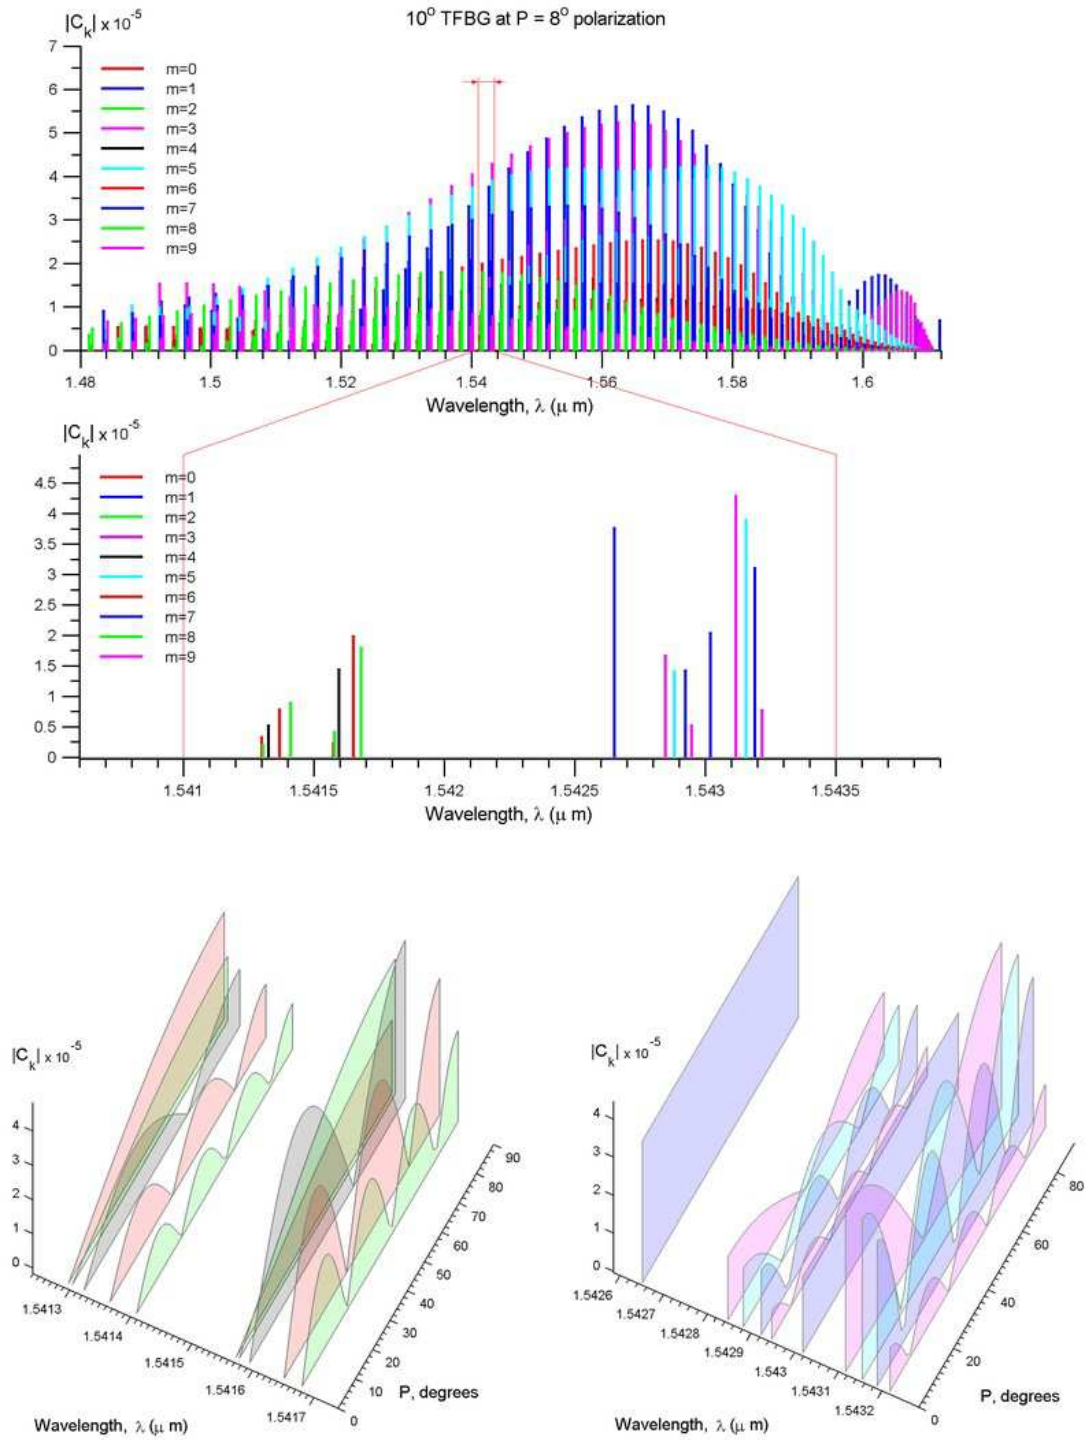 10° TFBG at P = 8° polarization
|C_k| x 10^-5
7
6
5
4
3
2
1
0
m=0
m=1
m=2
m=3
m=4
m=5
m=6
m=7
m=8
m=9
1.48 1.5 1.52 1.54 1.56 1.58 1.6
Wavelength, λ (μ m)
|C_k| x 10^-5
4.5
4
3.5
3
2.5
2
1.5
1
0.5
0
m=0
m=1
m=2
m=3
m=4
m=5
m=6
m=7
m=8
m=9
1.541 1.5415 1.542 1.5425 1.543 1.5435
Wavelength, λ (μ m)
|C_k| x 10^-5
4
3
2
1
0
1.5413
1.5414
1.5415
1.5416
1.5417
90
80
70
60
50
40
30
20
10
0
P, degrees
Wavelength, λ (μ m)
|C_k| x 10^-5
4
3
2
1
0
1.5426
1.5427
1.5428
1.5429
1.543
1.5431
1.5432
80
60
40
20
0
P, degrees
Wavelength, λ (μ m)